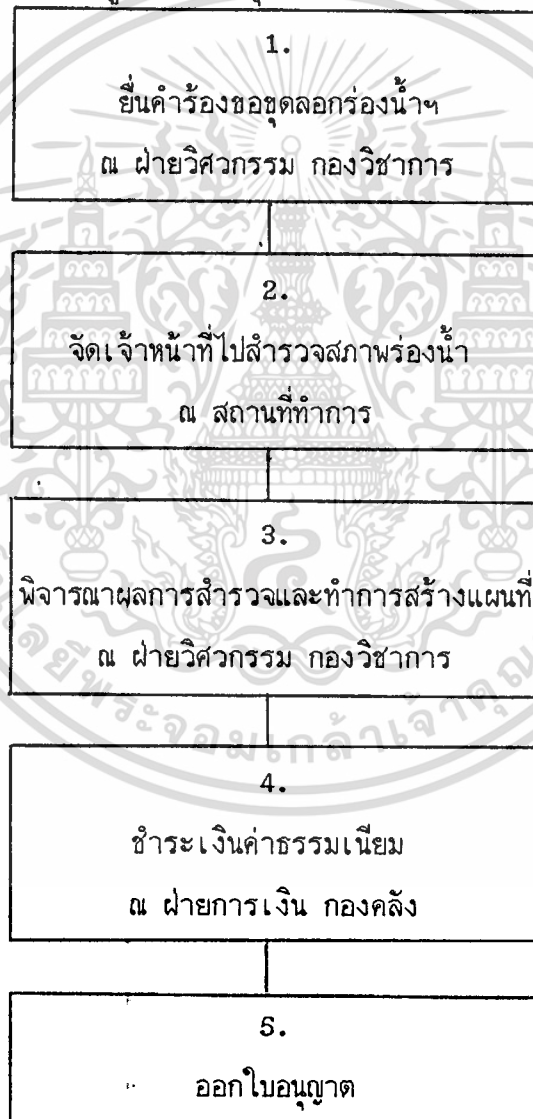 1.
ยื่นคำร้องขอขุดลอกร่องน้ำฯ
ณ ฝ่ายวิศวกรรม กองวิชาการ
2.
จัดเจ้าหน้าที่ไปสำรวจสภาพร่องน้ำ
ณ สถานที่ทำการ
3.
พิจารณาผลการสำรวจและทำการสร้างแผนที่
ณ ฝ่ายวิศวกรรม กองวิชาการ
4.
ชำระเงินค่าธรรมเนียม
ณ ฝ่ายการเงิน กองคลัง
5.
ออกใบอนุญาต